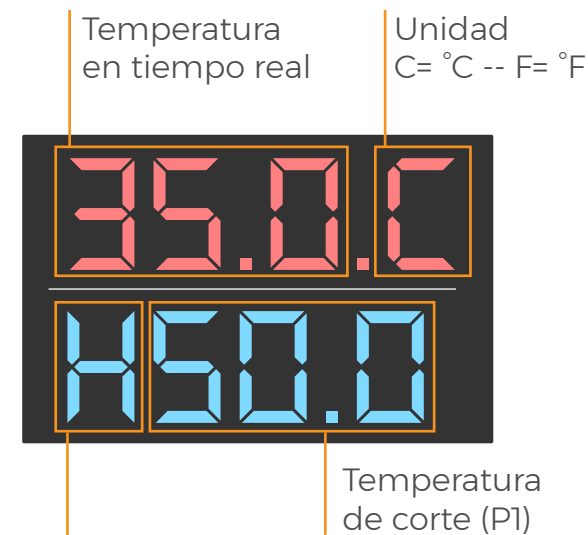 Temperatura
en tiempo real
Unidad
C= °C -- F= °F
35.0.C
H50.0
Temperatura
de corte (P1)